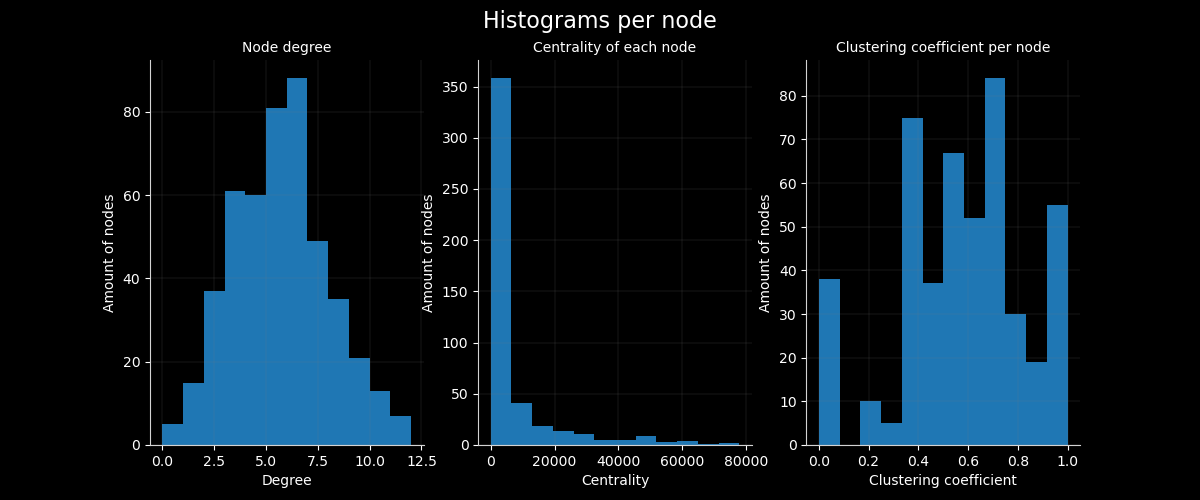 Histograms per node
Node degree
Amount of nodes
80
60
40
20
0
0.0 2.5 5.0 7.5 10.0 12.5
Degree
Centrality of each node
Amount of nodes
350
300
250
200
150
100
50
0
0 20000 40000 60000 80000
Centrality
Clustering coefficient per node
Amount of nodes
80
70
60
50
40
30
20
10
0
0.0 0.2 0.4 0.6 0.8 1.0
Clustering coefficient